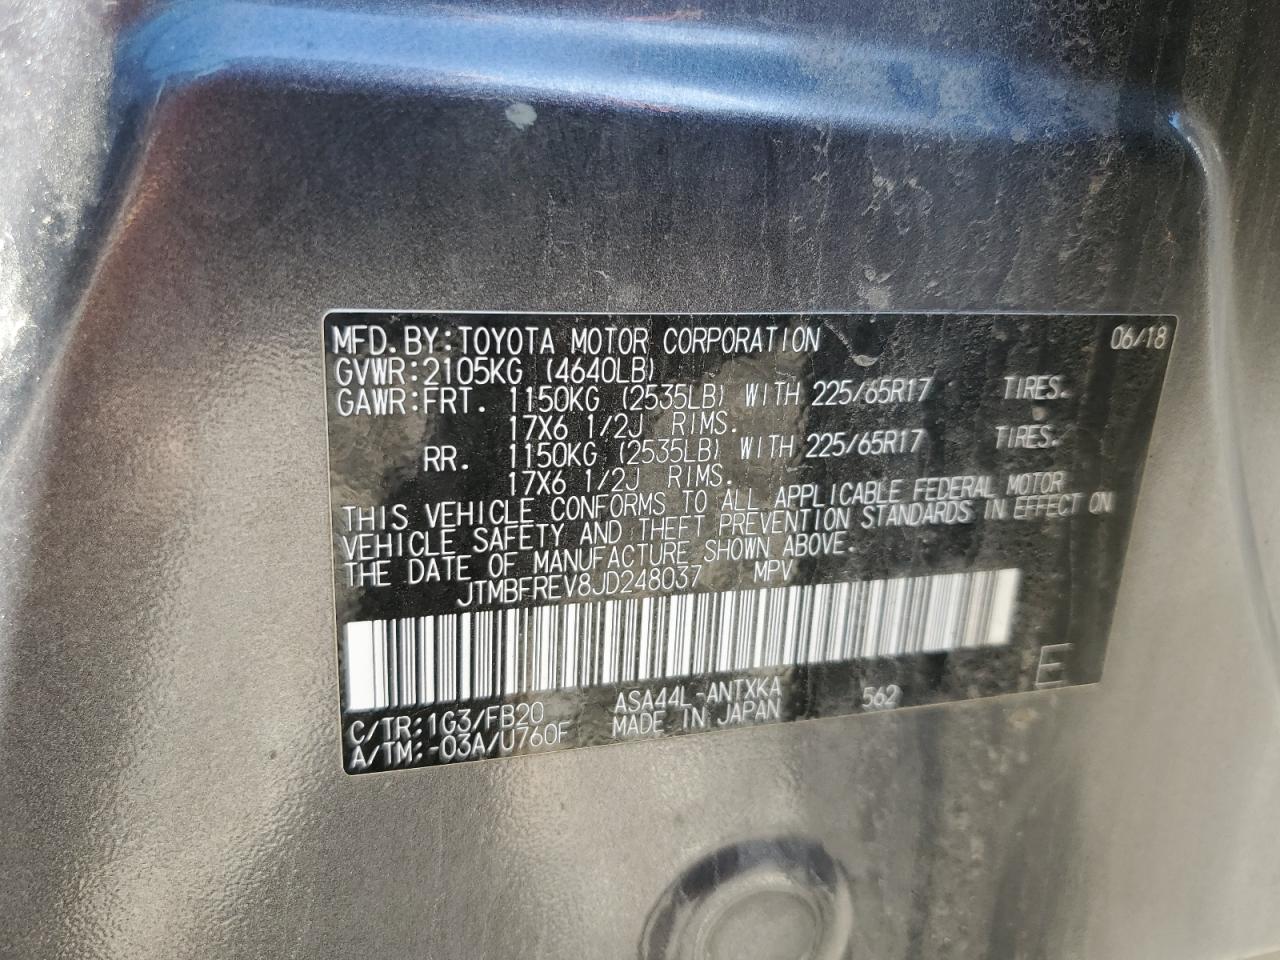 MFD. BY:TOYOTA MOTOR CORPORATION 06/18
GVWR:2105KG (4640LB)
GAWR:FRT. 1150KG (2535LB) WITH 225/65R17 TIRES.
17X6 1/2J RIMS.
RR. 1150KG (2535LB) WITH 225/65R17 TIRES.
17X6 1/2J RIMS.
THIS VEHICLE CONFORMS TO ALL APPLICABLE FEDERAL MOTOR
VEHICLE SAFETY AND THEFT PREVENTION STANDARDS IN EFFECT ON
THE DATE OF MANUFACTURE SHOWN ABOVE.
JTMBFREV8JD248037 MPV
C/TR:1G3/FB20 ASA44L-ANTXKA 562 E
A/TM:-03A/U760F MADE IN JAPAN